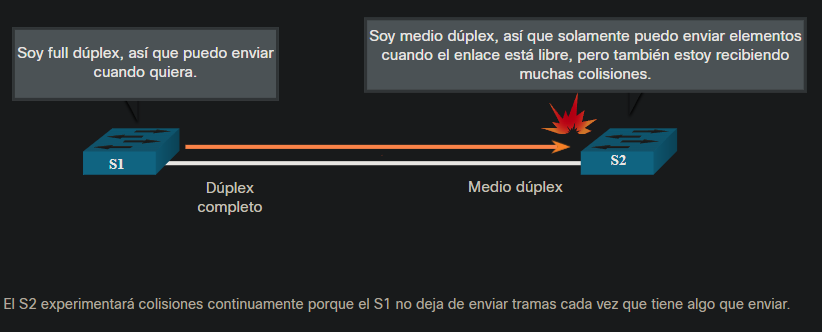 Soy full dúplex, así que puedo enviar
cuando quiera.
Soy medio dúplex, así que solamente puedo enviar elementos
cuando el enlace está libre, pero también estoy recibiendo
muchas colisiones.
S1
S2
Dúplex
completo
Medio dúplex
El S2 experimentará colisiones continuamente porque el S1 no deja de enviar tramas cada vez que tiene algo que enviar.